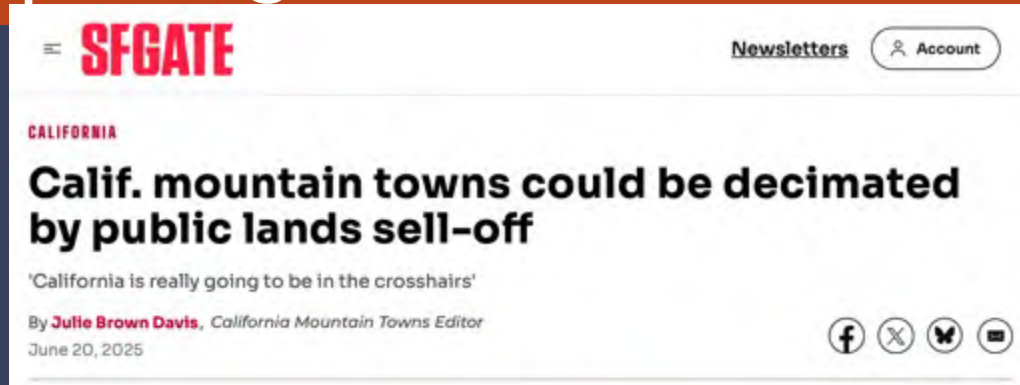 SFGATE
Newsletters
Account
CALIFORNIA
Calif. mountain towns could be decimated
by public lands sell-off
'California is really going to be in the crosshairs'
By Julie Brown Davis, California Mountain Towns Editor
June 20, 2025